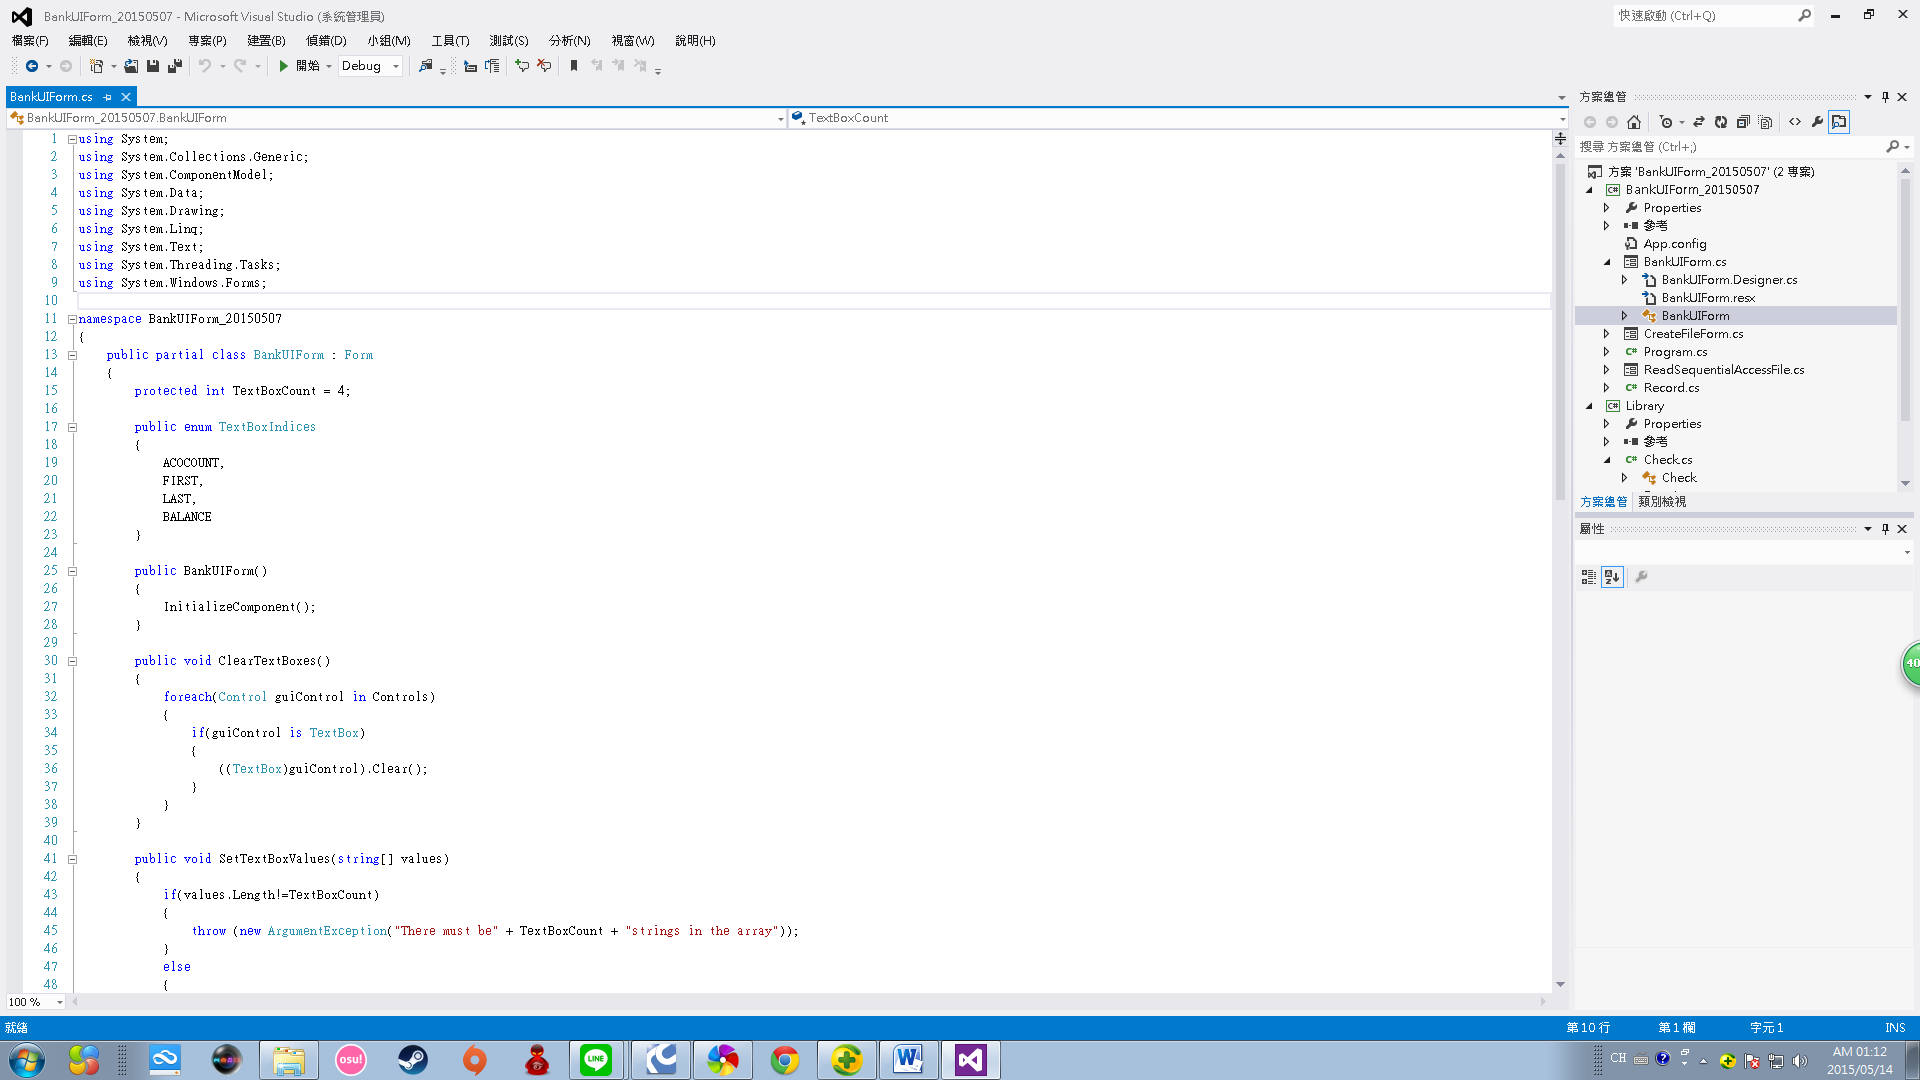 BankUIForm_20150507 - Microsoft Visual Studio (系統管理員)
快速啟動 (Ctrl+Q)
檔案(F) 編輯(E) 檢視(V) 專案(P) 建置(B) 偵錯(D) 小組(M) 工具(T) 測試(S) 分析(N) 視窗(W) 說明(H)
開始 Debug
BankUIForm.cs
BankUIForm_20150507.BankUIForm
TextBoxCount
1 using System;
2 using System.Collections.Generic;
3 using System.ComponentModel;
4 using System.Data;
5 using System.Drawing;
6 using System.Linq;
7 using System.Text;
8 using System.Threading.Tasks;
9 using System.Windows.Forms;
10
11 namespace BankUIForm_20150507
12 {
13 public partial class BankUIForm : Form
14 {
15 protected int TextBoxCount = 4;
16
17 public enum TextBoxIndices
18 {
19 ACOCOUNT,
20 FIRST,
21 LAST,
22 BALANCE
23 }
24
25 public BankUIForm()
26 {
27 InitializeComponent();
28 }
29
30 public void ClearTextBoxes()
31 {
32 foreach(Control guiControl in Controls)
33 {
34 if(guiControl is TextBox)
35 {
36 ((TextBox)guiControl).Clear();
37 }
38 }
39 }
40
41 public void SetTextBoxValues(string[] values)
42 {
43 if(values.Length!=TextBoxCount)
44 {
45 throw (new ArgumentException("There must be" + TextBoxCount + "strings in the array"));
46 }
47 else
48 {
100 %
方案總管
搜尋 方案總管 (Ctrl+;)
方案 'BankUIForm_20150507' (2 專案)
BankUIForm_20150507
Properties
參考
App.config
BankUIForm.cs
BankUIForm.Designer.cs
BankUIForm.resx
BankUIForm
CreateFileForm.cs
Program.cs
ReadSequentialAccessFile.cs
Record.cs
Library
Properties
參考
Check.cs
Check
方案總管 類別檢視
屬性
40
就緒
第 10 行 第 1 欄 字元 1 INS
osu!
LINE
CH
AM 01:12
2015/05/14